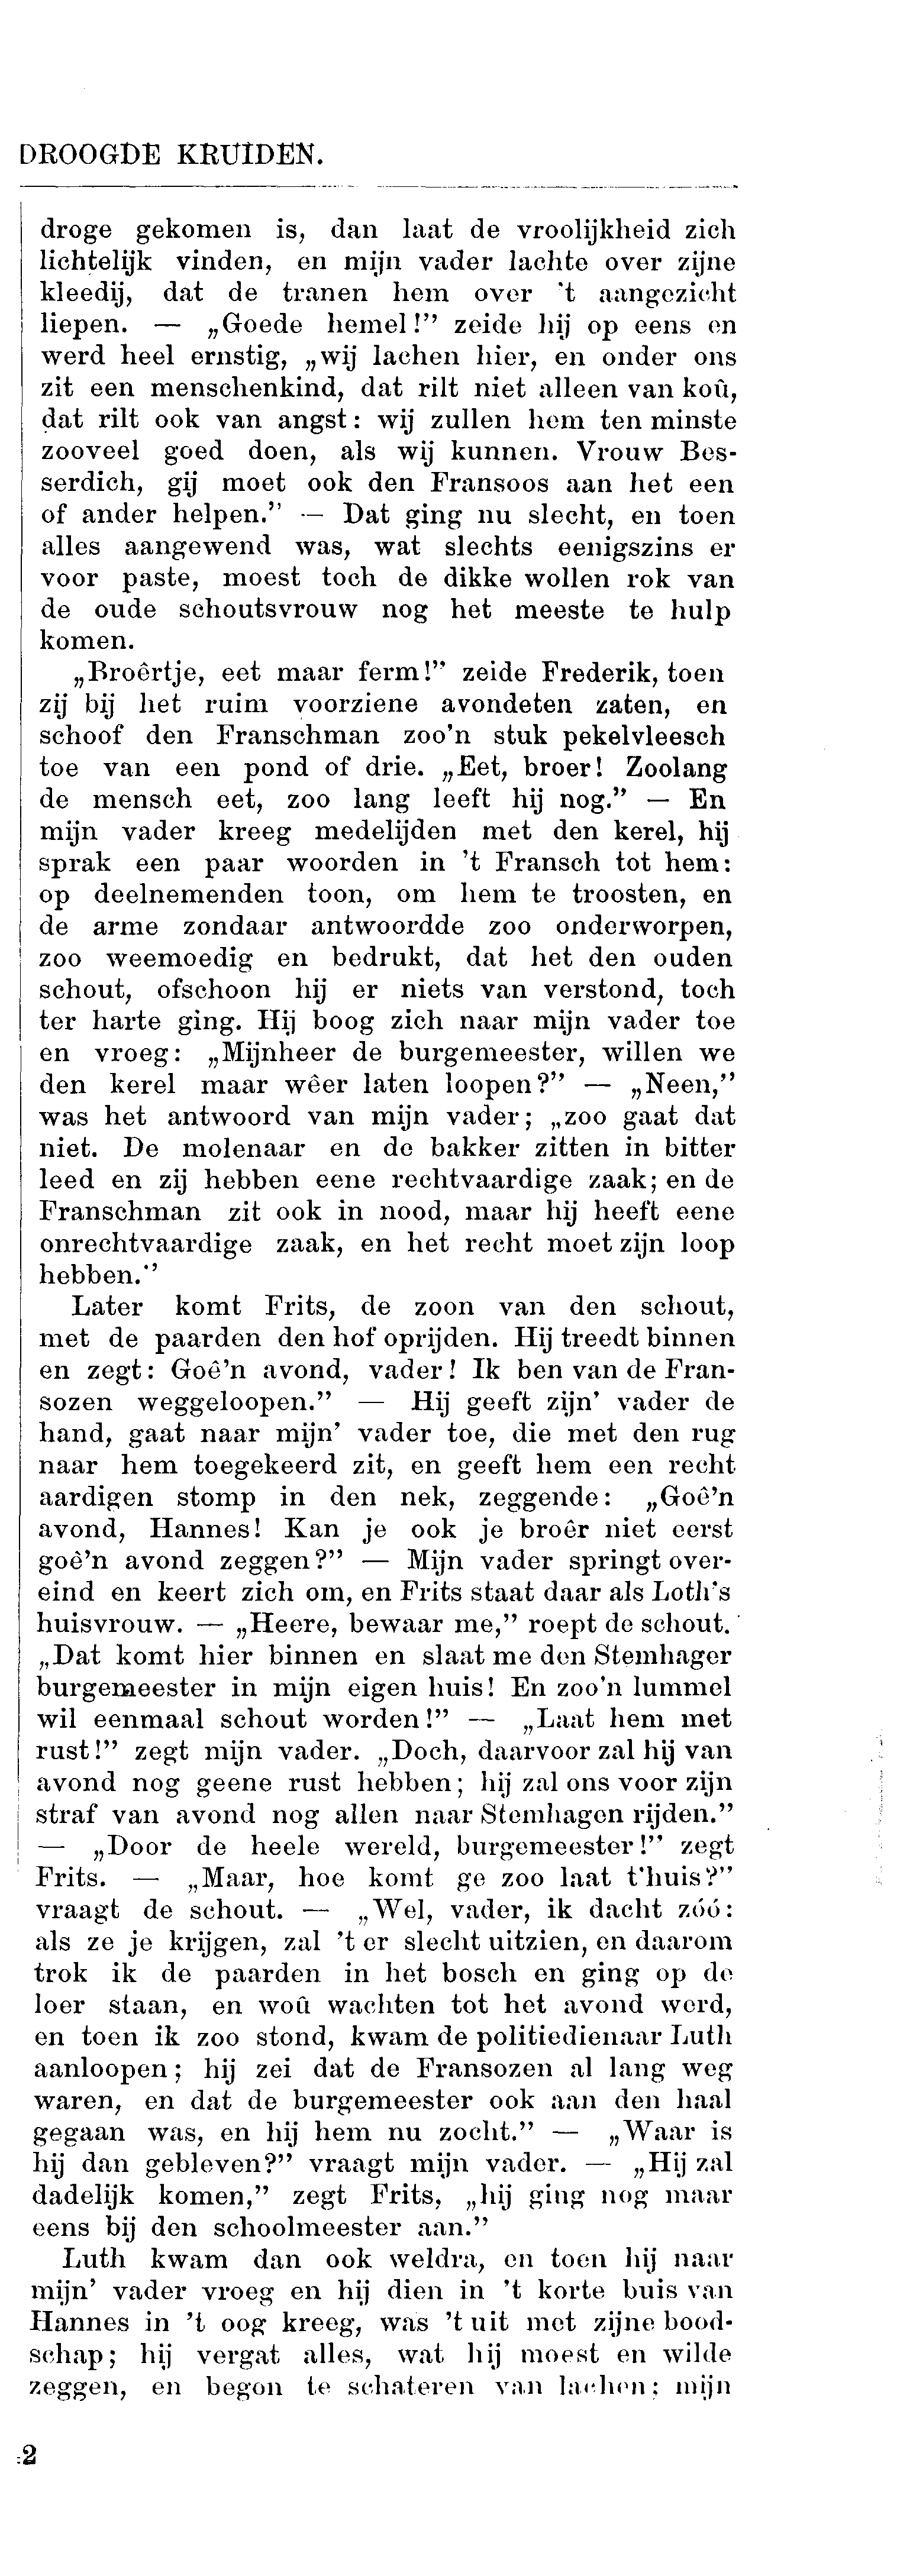 DROOGDE KRUIDEN.
droge gekomen is, dan laat de vroolijkheid zich
lichtelijk vinden, en mijn vader lachte over zijne
kleedij, dat de tranen hem over 't aangezicht
liepen. — „Goede hemel!” zeide hij op eens en
werd heel ernstig, „wij lachen hier, en onder ons
zit een menschenkind, dat rilt niet alleen van koû,
dat rilt ook van angst: wij zullen hem ten minste
zooveel goed doen, als wij kunnen. Vrouw Bes-
serdich, gij moet ook den Fransoos aan het een
of ander helpen.” — Dat ging nu slecht, en toen
alles aangewend was, wat slechts eenigszins er
voor paste, moest toch de dikke wollen rok van
de oude schoutsvrouw nog het meeste te hulp
komen.
„Broêrtje, eet maar ferm!” zeide Frederik, toen
zij bij het ruim voorziene avondeten zaten, en
schoof den Franschman zoo'n stuk pekelvleesch
toe van een pond of drie. „Eet, broer! Zoolang
de mensch eet, zoo lang leeft hij nog.” — En
mijn vader kreeg medelijden met den kerel, hij
sprak een paar woorden in 't Fransch tot hem:
op deelnemenden toon, om hem te troosten, en
de arme zondaar antwoordde zoo onderworpen,
zoo weemoedig en bedrukt, dat het den ouden
schout, ofschoon hij er niets van verstond, toch
ter harte ging. Hij boog zich naar mijn vader toe
en vroeg: „Mijnheer de burgemeester, willen we
den kerel maar wêer laten loopen?” — „Neen,”
was het antwoord van mijn vader; „zoo gaat dat
niet. De molenaar en de bakker zitten in bitter
leed en zij hebben eene rechtvaardige zaak; en de
Franschman zit ook in nood, maar hij heeft eene
onrechtvaardige zaak, en het recht moet zijn loop
hebben.”
Later komt Frits, de zoon van den schout,
met de paarden den hof oprijden. Hij treedt binnen
en zegt: Goê'n avond, vader! Ik ben van de Fran-
sozen weggeloopen.” — Hij geeft zijn' vader de
hand, gaat naar mijn' vader toe, die met den rug
naar hem toegekeerd zit, en geeft hem een recht
aardigen stomp in den nek, zeggende: „Goê'n
avond, Hannes! Kan je ook je broêr niet eerst
goê'n avond zeggen?” — Mijn vader springt over-
eind en keert zich om, en Frits staat daar als Loth's
huisvrouw. — „Heere, bewaar me,” roept de schout.
„Dat komt hier binnen en slaat me den Stemhager
burgemeester in mijn eigen huis! En zoo'n lummel
wil eenmaal schout worden!” — „Laat hem met
rust!” zegt mijn vader. „Doch, daarvoor zal hij van
avond nog geene rust hebben; hij zal ons voor zijn
straf van avond nog allen naar Stemhagen rijden.”
— „Door de heele wereld, burgemeester!” zegt
Frits. — „Maar, hoe komt ge zoo laat t'huis?”
vraagt de schout. — „Wel, vader, ik dacht zóó:
als ze je krijgen, zal 't er slecht uitzien, en daarom
trok ik de paarden in het bosch en ging op de
loer staan, en woû wachten tot het avond werd,
en toen ik zoo stond, kwam de politiedienaar Luth
aanloopen; hij zei dat de Fransozen al lang weg
waren, en dat de burgemeester ook aan den haal
gegaan was, en hij hem nu zocht.” — „Waar is
hij dan gebleven?” vraagt mijn vader. — „Hij zal
dadelijk komen,” zegt Frits, „hij ging nog maar
eens bij den schoolmeester aan.”
Luth kwam dan ook weldra, en toen hij naar
mijn' vader vroeg en hij dien in 't korte buis van
Hannes in 't oog kreeg, was 't uit met zijne bood-
schap; hij vergat alles, wat hij moest en wilde
zeggen, en begon te schateren van lachen; mijn
2